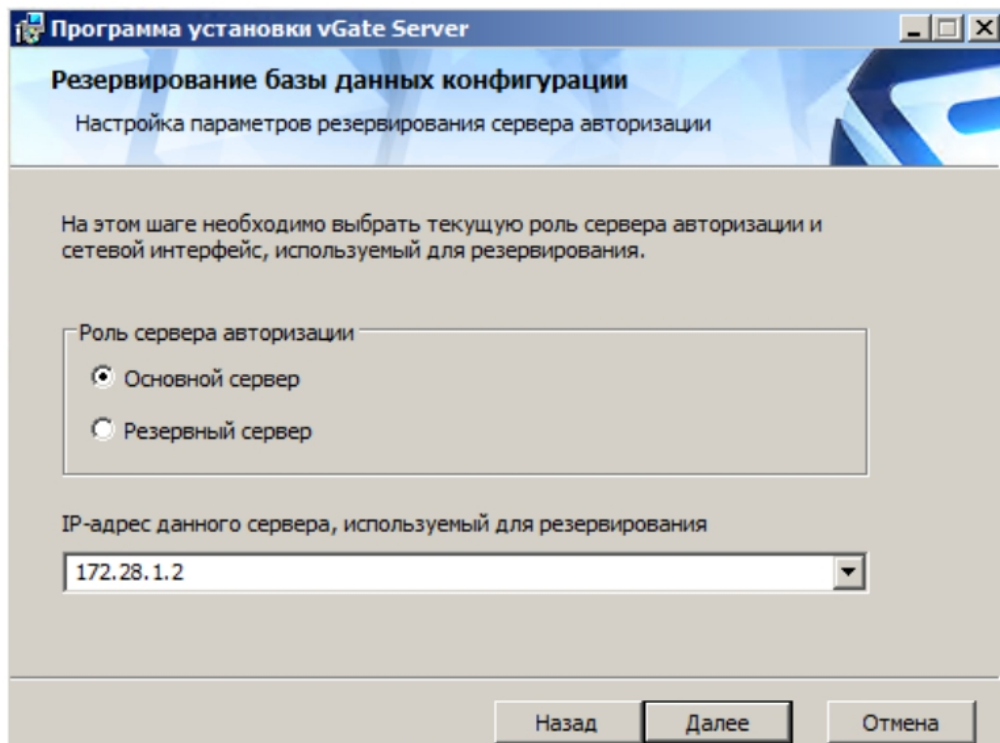 Программа установки vGate Server
Резервирование базы данных конфигурации
Настройка параметров резервирования сервера авторизации
На этом шаге необходимо выбрать текущую роль сервера авторизации и
сетевой интерфейс, используемый для резервирования.
Роль сервера авторизации
Основной сервер
Резервный сервер
IP-адрес данного сервера, используемый для резервирования
172.28.1.2
Назад
Далее
Отмена